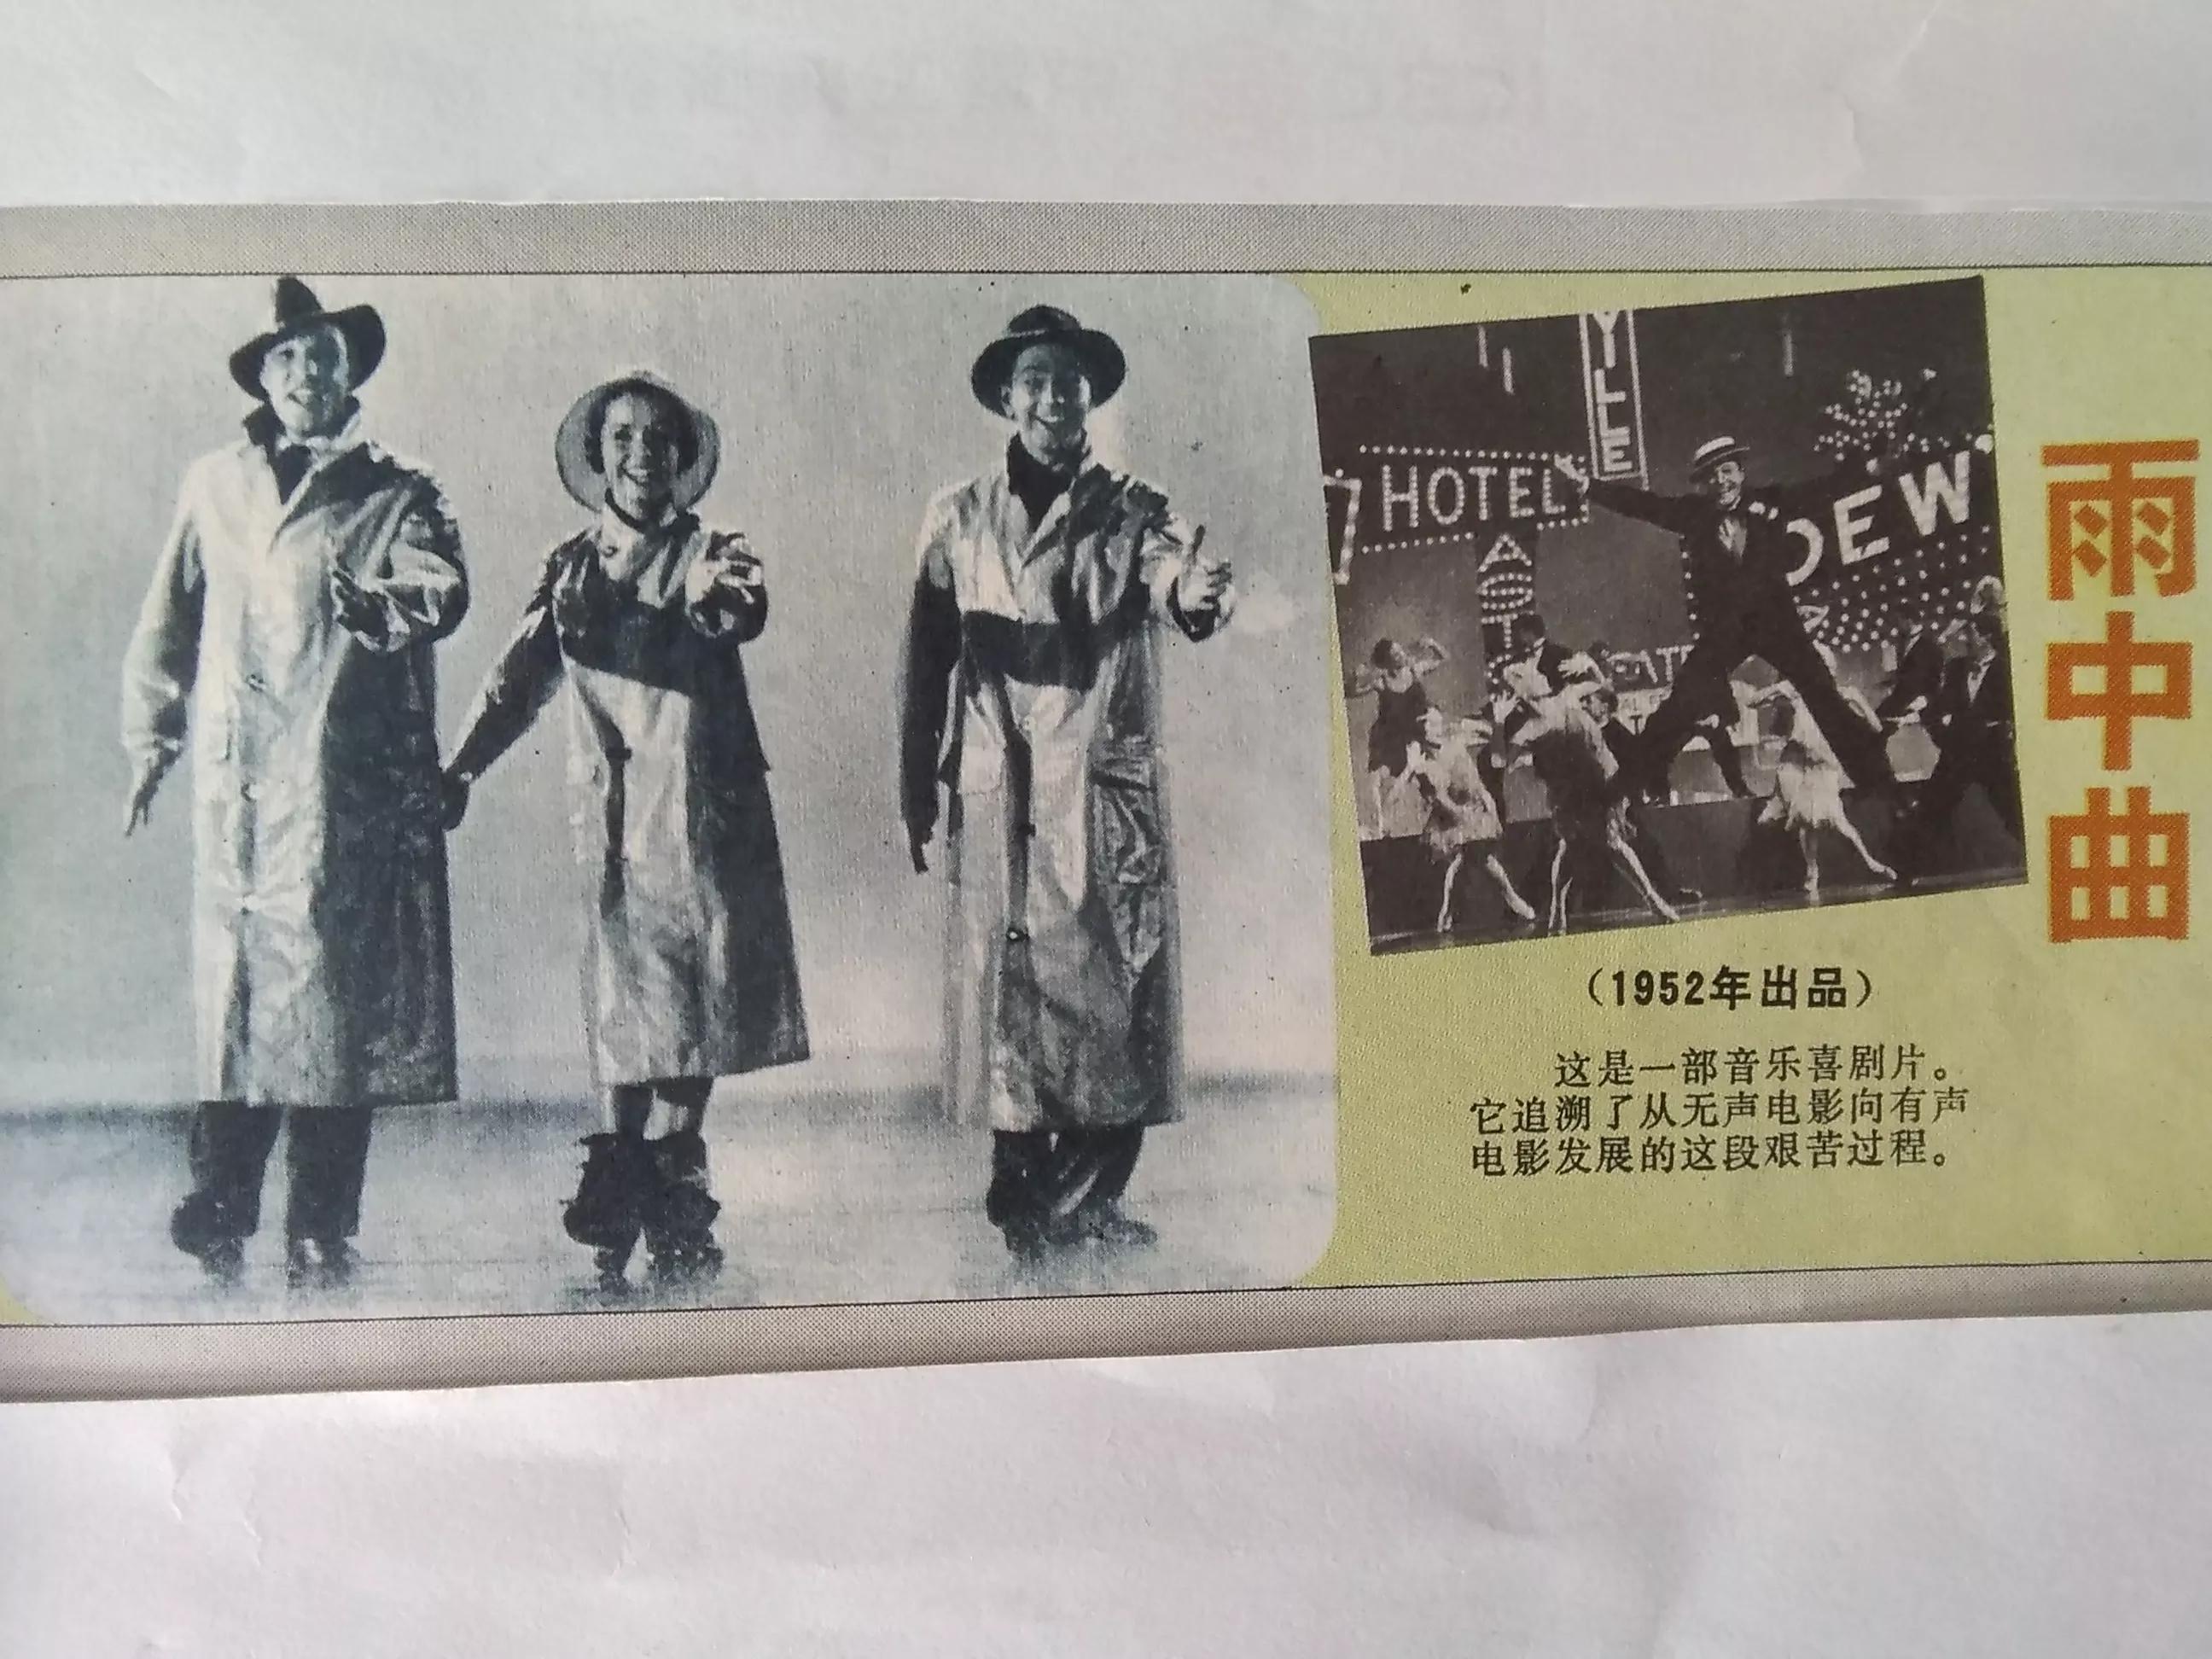 雨中曲
YLE
HOTEL
DEW
AST
(1952年出品)
这是一部音乐喜剧片。
它追溯了从无声电影向有声
电影发展的这段艰苦过程。